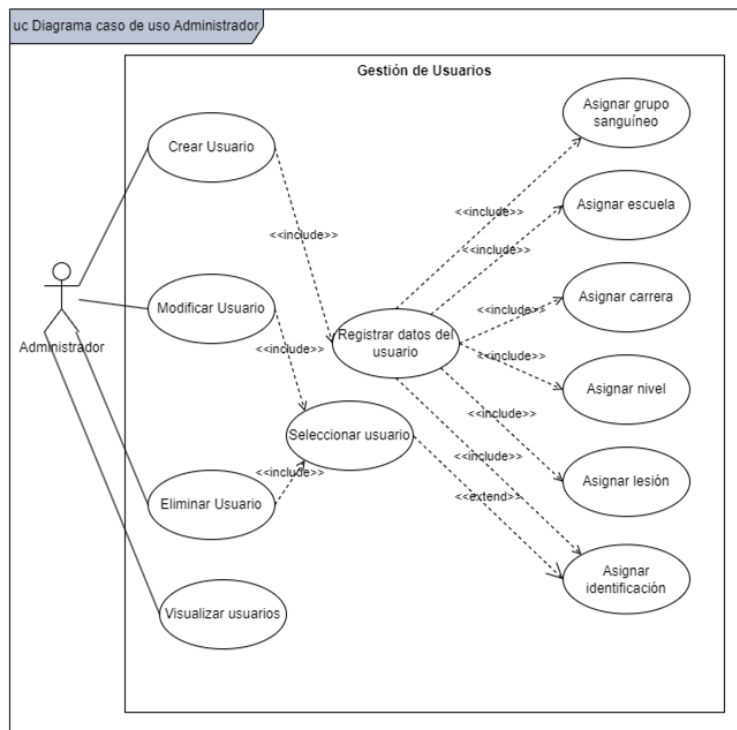 uc Diagrama caso de uso Administrador
Gestión de Usuarios
Asignar grupo
sanguíneo
Crear Usuario
Asignar escuela
<<include>>
<<include>>
<<include>>
Asignar carrera
Modificar Usuario
<<include>>
Registrar datos del
usuario
Administrador
<<include>>
<<include>>
Asignar nivel
<<include>>
Seleccionar usuario
<<include>>
<<include>>
Asignar lesión
<<extend>>
Eliminar Usuario
Asignar
identificación
Visualizar usuarios